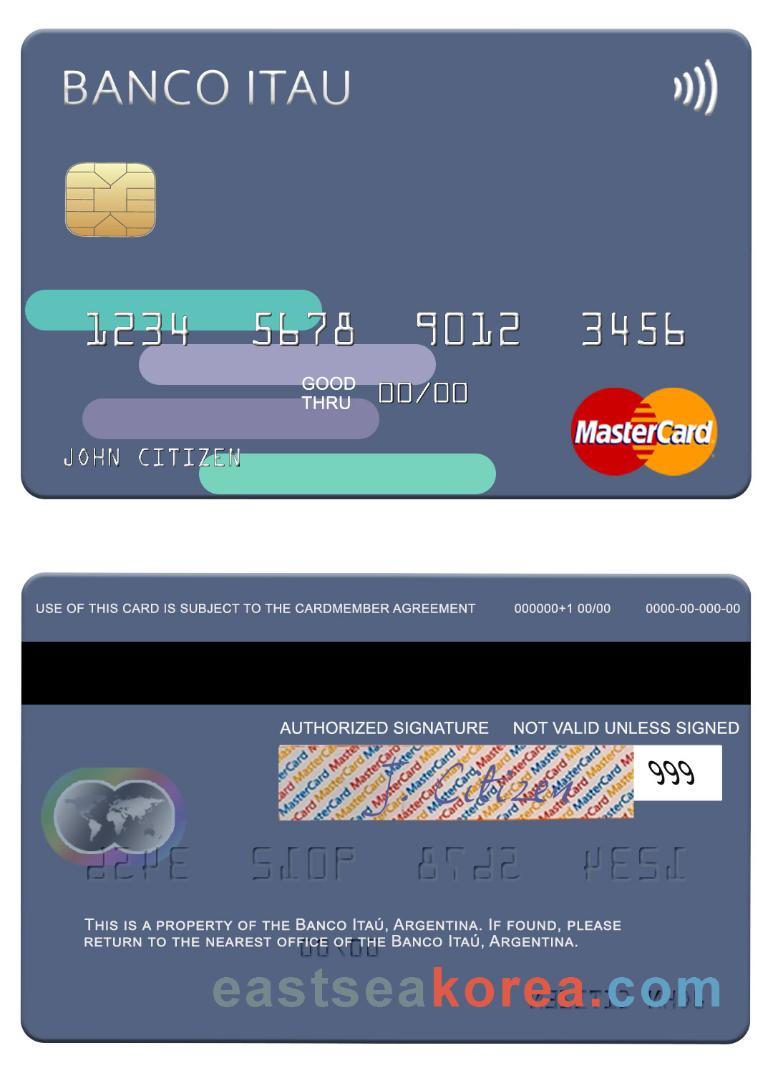 BANCO ITAU
1234 5678 9012 3456
GOOD THRU 00/00
MasterCard
JOHN CITIZEN
USE OF THIS CARD IS SUBJECT TO THE CARDMEMBER AGREEMENT 000000+1 00/00 0000-00-000-00
AUTHORIZED SIGNATURE NOT VALID UNLESS SIGNED
J. Citizen 999
THIS IS A PROPERTY OF THE BANCO ITAÚ, ARGENTINA. IF FOUND, PLEASE
RETURN TO THE NEAREST OFFICE OF THE BANCO ITAÚ, ARGENTINA.
eastseakorea.com